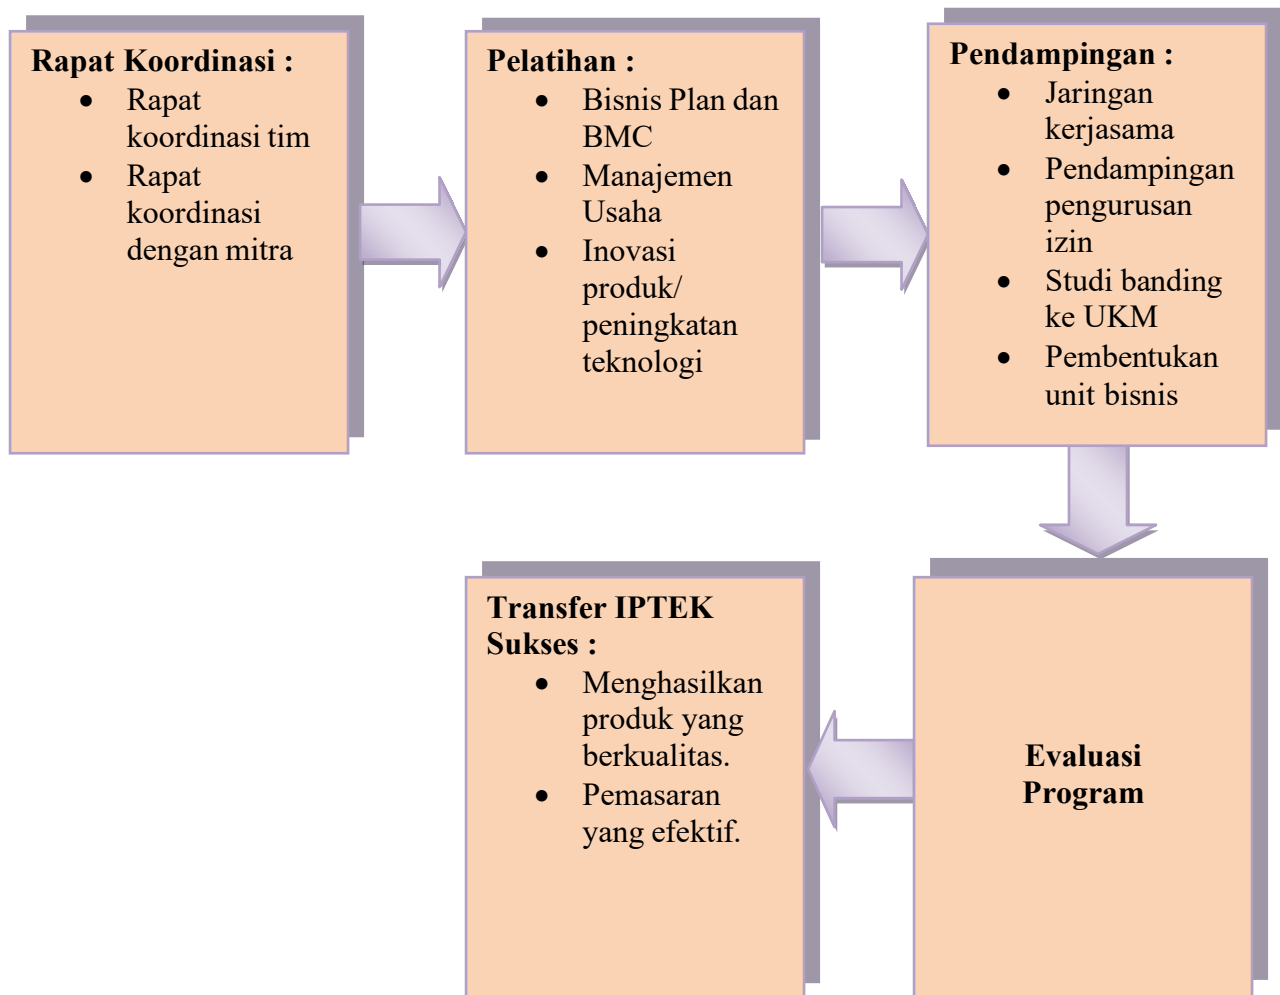 Rapat Koordinasi :
• Rapat
koordinasi tim
• Rapat
koordinasi
dengan mitra
Pelatihan :
• Bisnis Plan dan
BMC
• Manajemen
Usaha
• Inovasi
produk/
peningkatan
teknologi
Pendampingan :
• Jaringan
kerjasama
• Pendampingan
pengurusan
izin
• Studi banding
ke UKM
• Pembentukan
unit bisnis
Evaluasi
Program
Transfer IPTEK
Sukses :
• Menghasilkan
produk yang
berkualitas.
• Pemasaran
yang efektif.